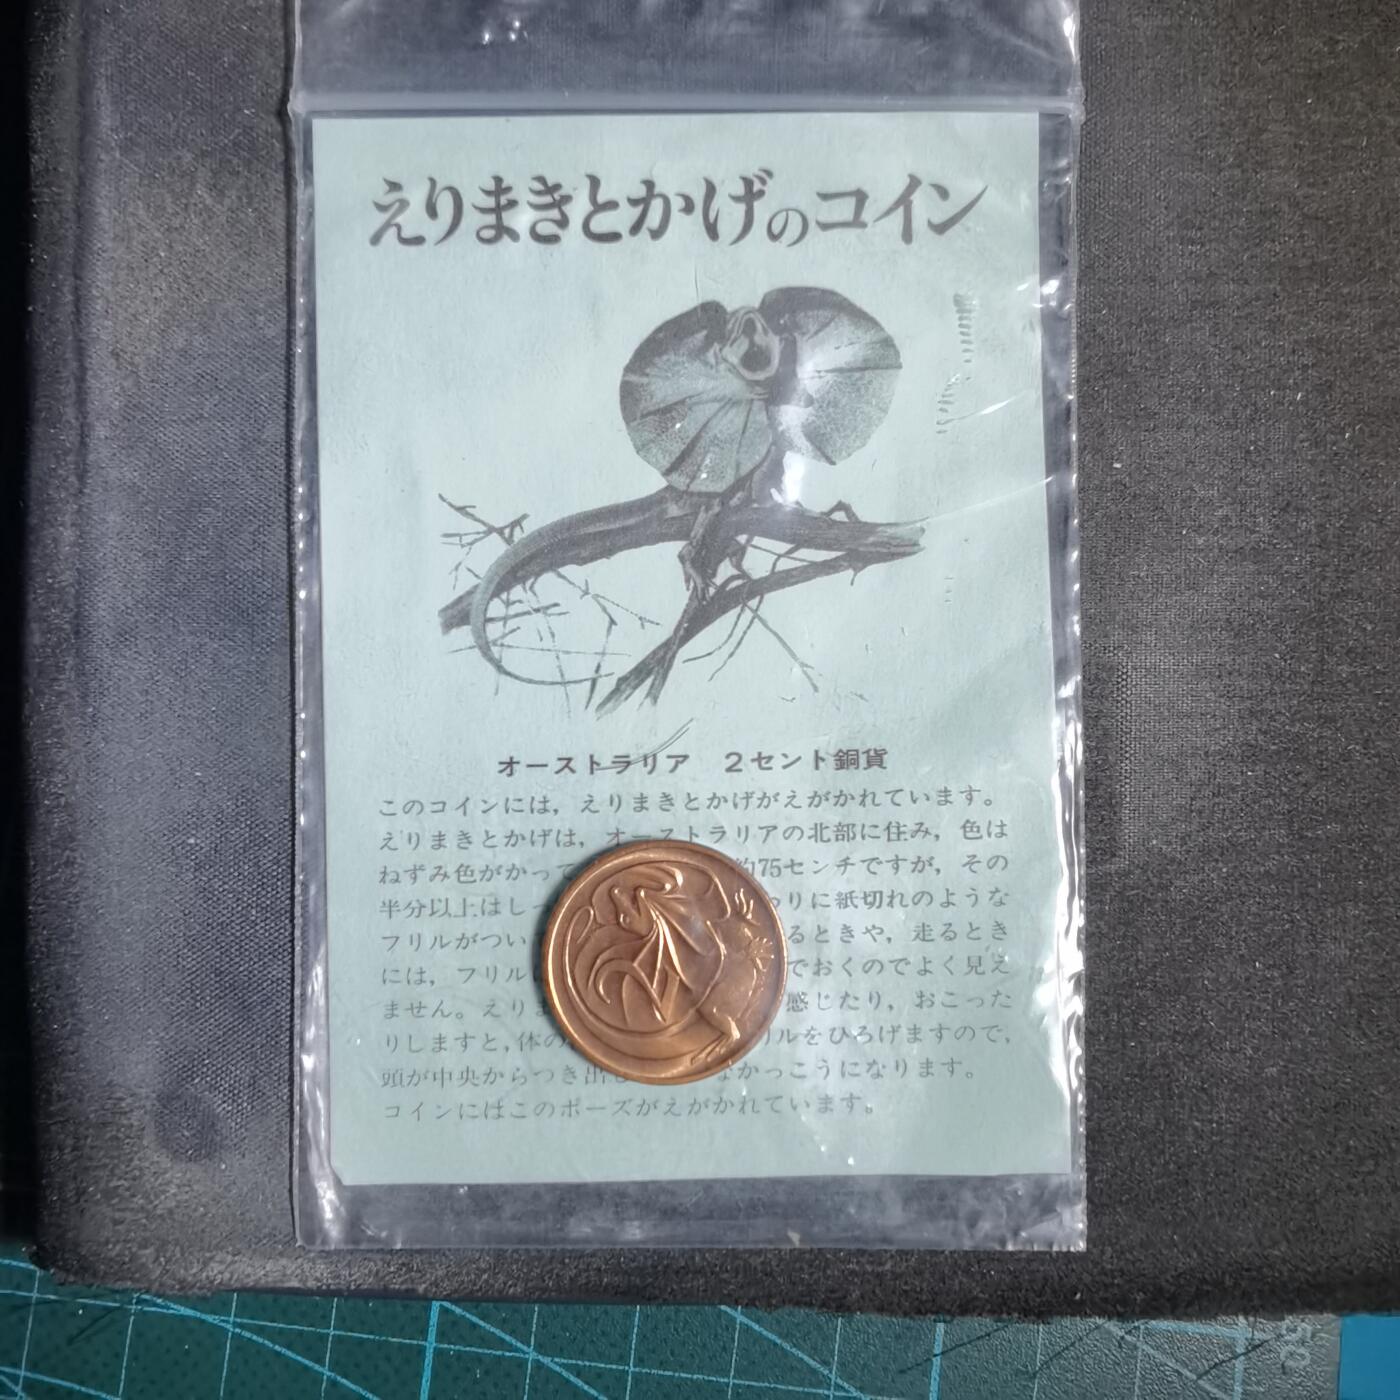 えりまきとかげのコイン
オーストラリア 2セント銅貨
このコインには，えりまきとかげがえがかれています。
えりまきとかげは，オーストラリアの北部に住み，色は
ねずみ色がかって 約75センチですが，その
半分以上はしっ わりに紙切れのような
フリルがつい るときや，走るとき
には，フリル でおくのでよく見え
ません。えりま 感じたり，おこった
りしますと，体の リルをひろげますので，
頭が中央からつき出し なかっこうになります。
コインにはこのポーズがえがかれています。
2